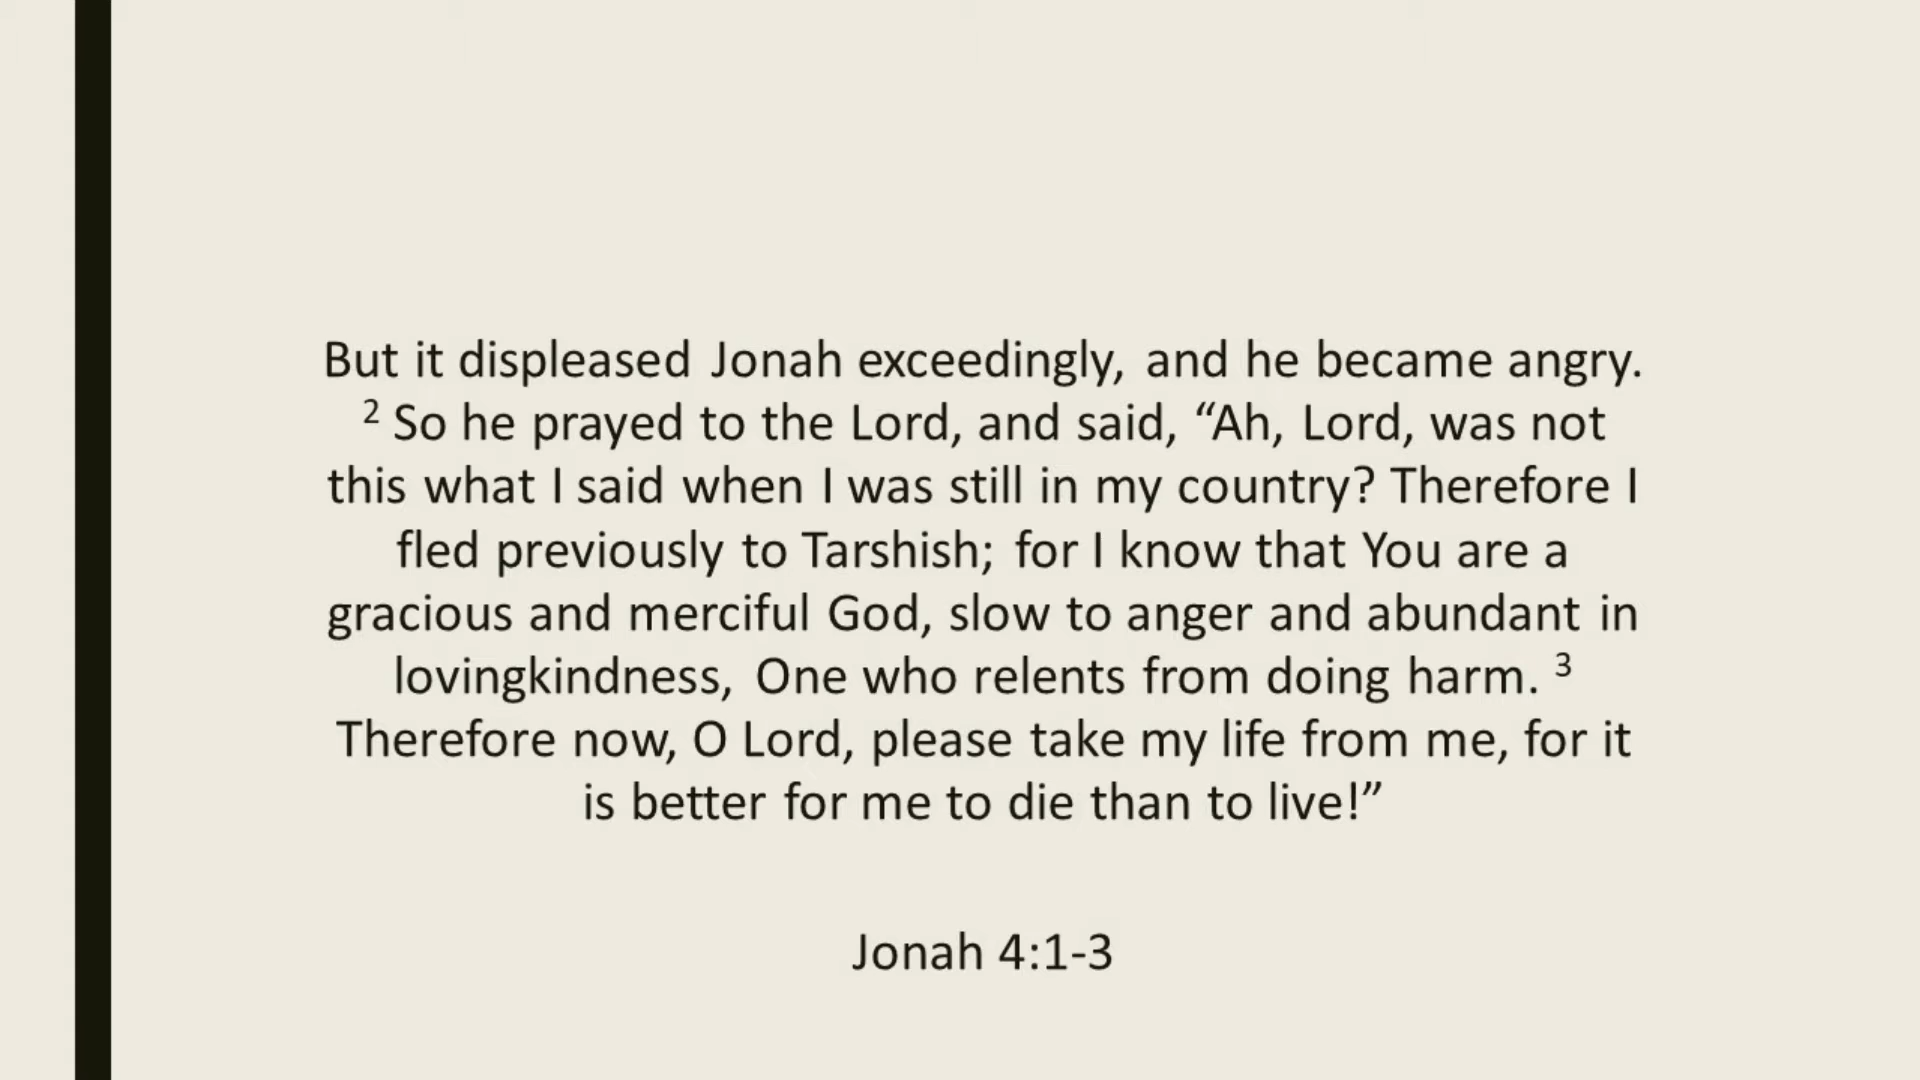 But it displeased Jonah exceedingly, and he became angry.
2 So he prayed to the Lord, and said, “Ah, Lord, was not
this what I said when I was still in my country? Therefore I
fled previously to Tarshish; for I know that You are a
gracious and merciful God, slow to anger and abundant in
lovingkindness, One who relents from doing harm. 3
Therefore now, O Lord, please take my life from me, for it
is better for me to die than to live!”
Jonah 4:1-3